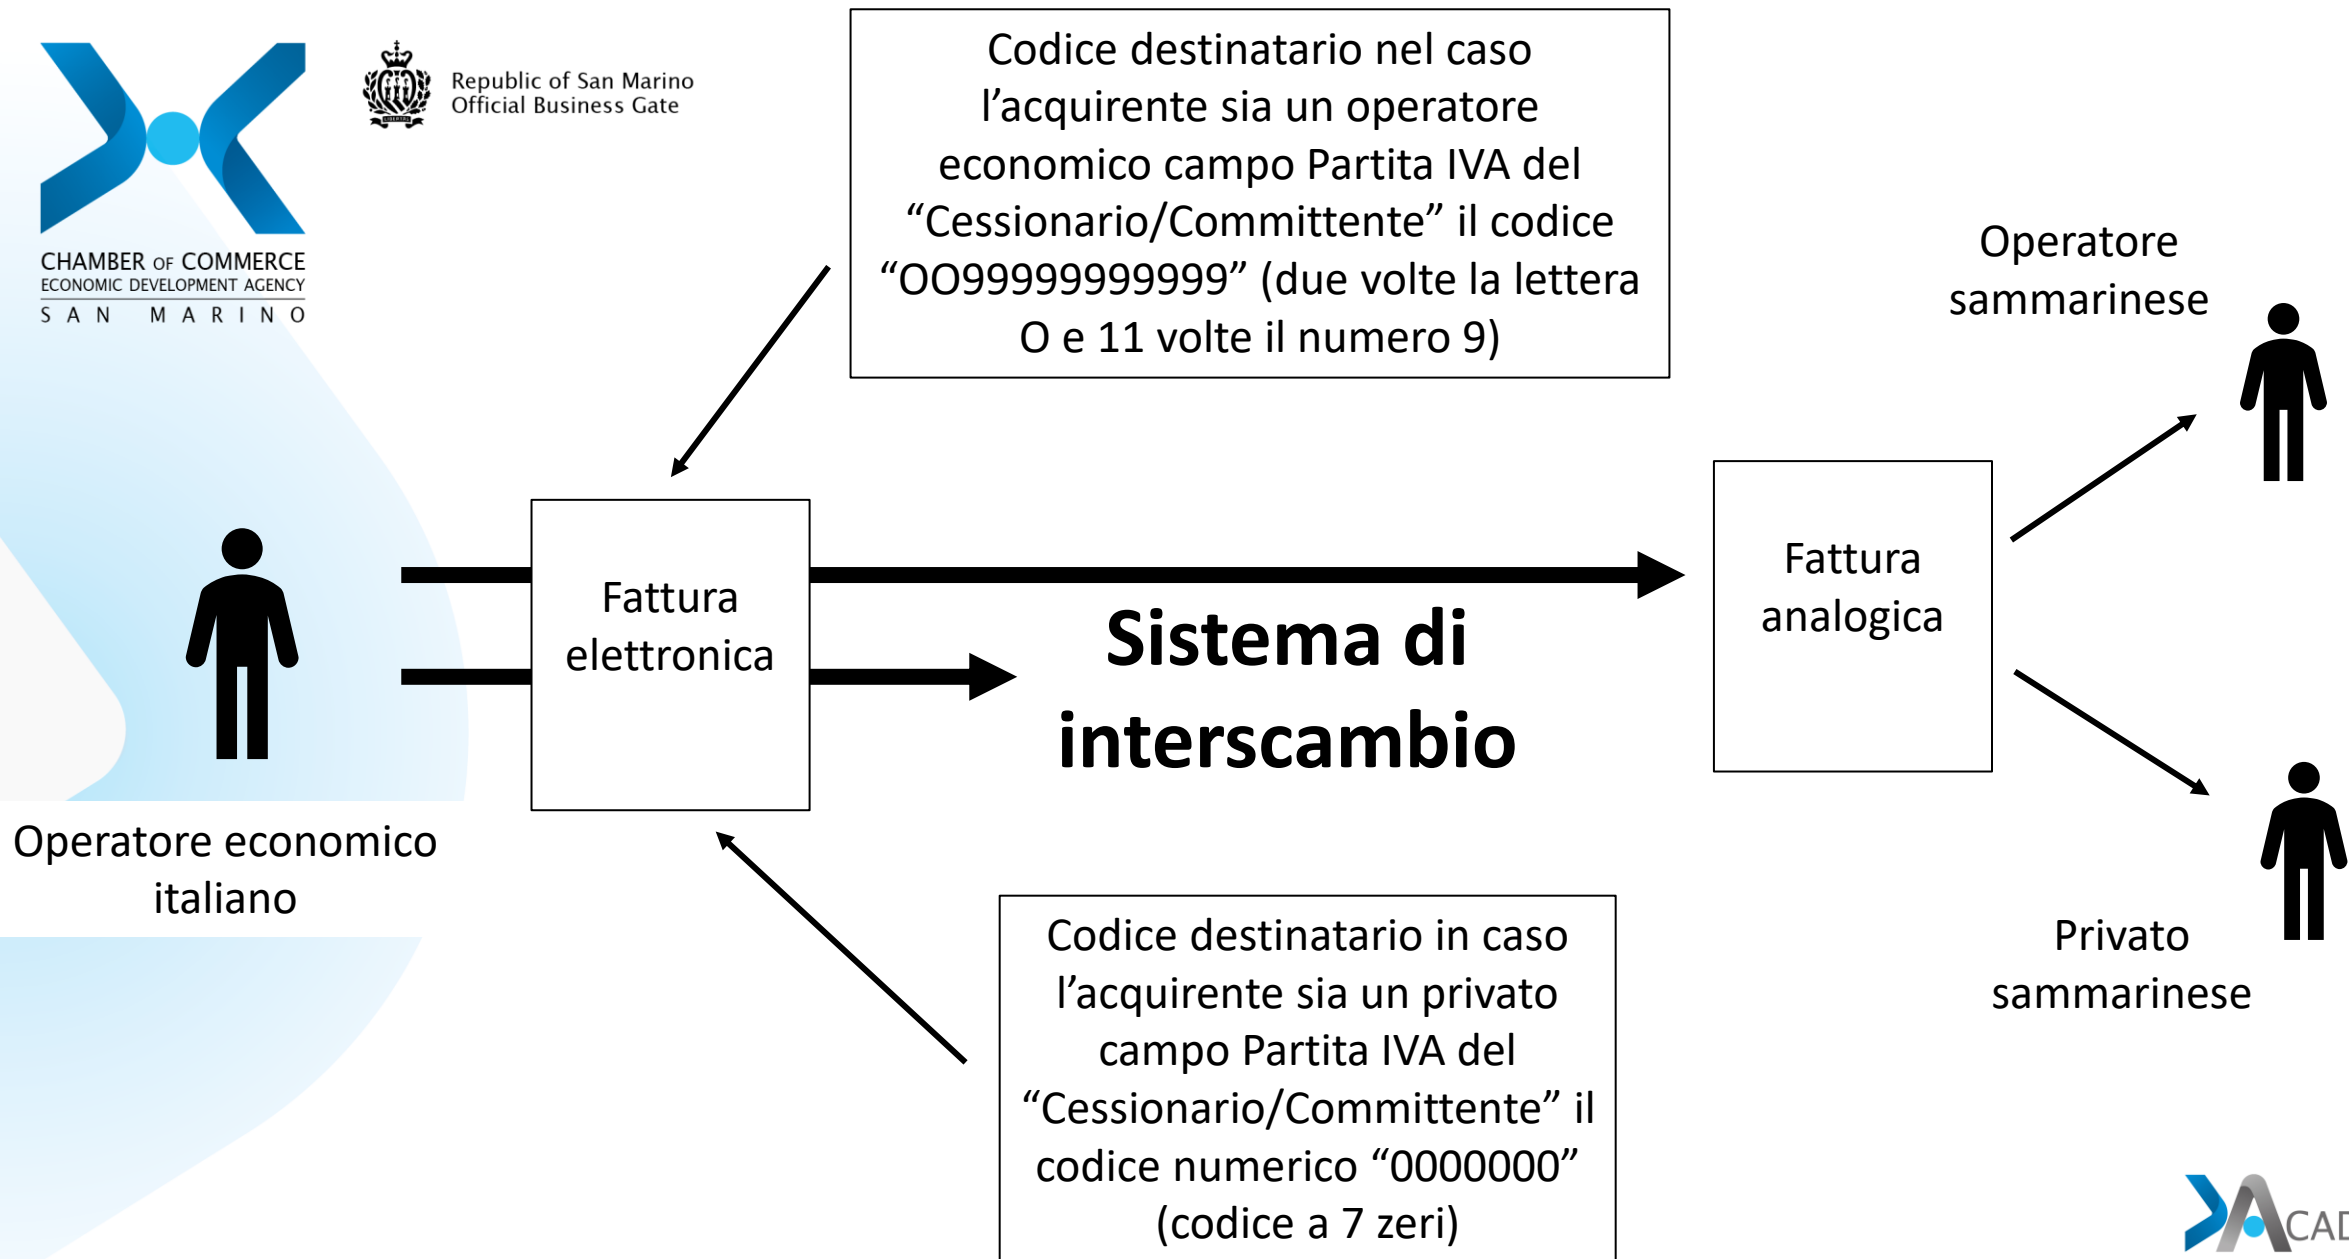 CHAMBER OF COMMERCE
ECONOMIC DEVELOPMENT AGENCY
SAN MARINO
Republic of San Marino
Official Business Gate
Codice destinatario nel caso
l’acquirente sia un operatore
economico campo Partita IVA del
“Cessionario/Committente” il codice
“OO99999999999” (due volte la lettera
O e 11 volte il numero 9)
Operatore
sammarinese
Fattura
elettronica
Sistema di
interscambio
Fattura
analogica
Operatore economico
italiano
Codice destinatario in caso
l’acquirente sia un privato
campo Partita IVA del
“Cessionario/Committente” il
codice numerico “0000000”
(codice a 7 zeri)
Privato
sammarinese